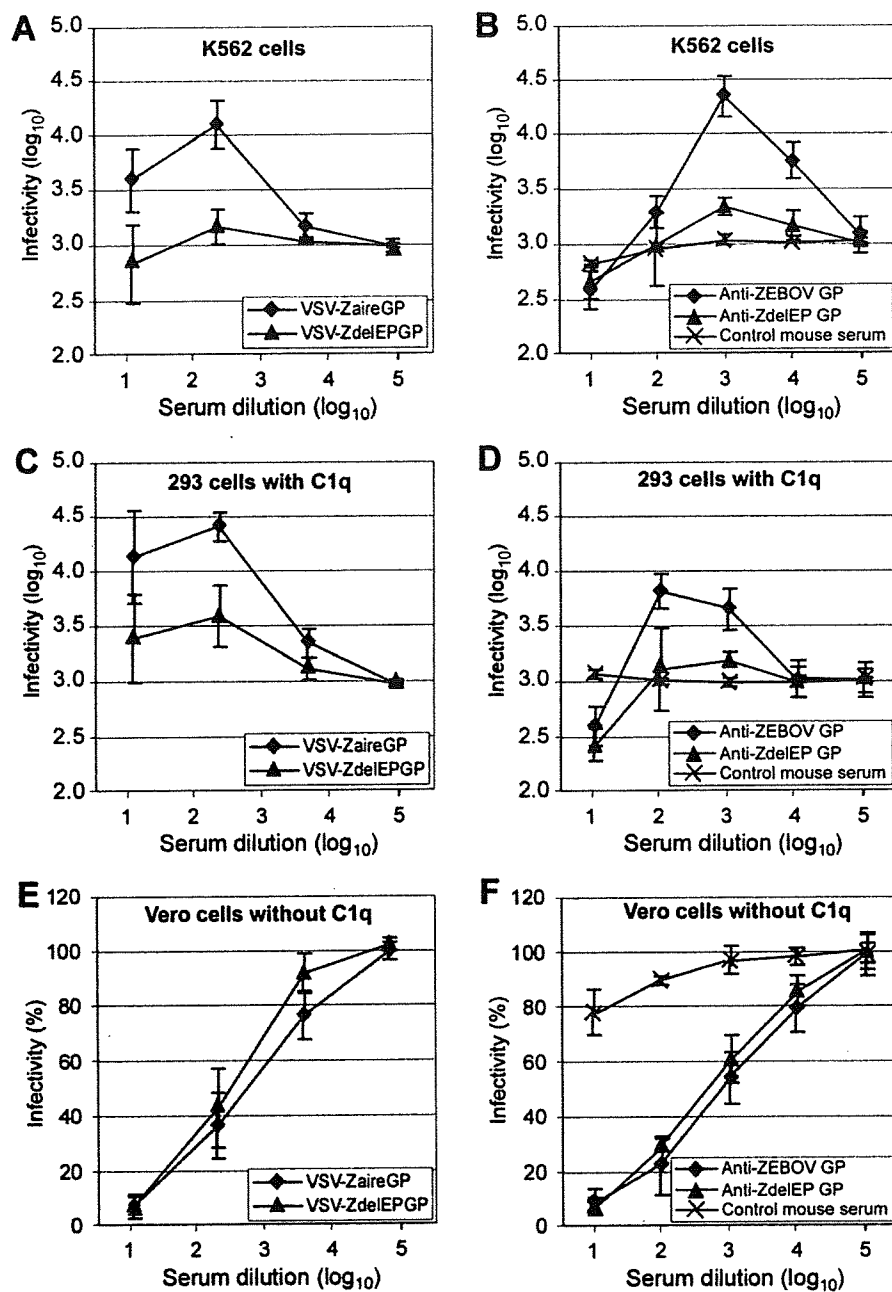 A
K562 cells
Infectivity (log10)
5.0
4.5
4.0
3.5
3.0
2.5
2.0
VSV-ZaireGP
VSV-ZdelEPGP
1 2 3 4 5
Serum dilution (log10)
B
K562 cells
Infectivity (log10)
5.0
4.5
4.0
3.5
3.0
2.5
2.0
Anti-ZEBOV GP
Anti-ZdelEP GP
Control mouse serum
1 2 3 4 5
Serum dilution (log10)
C
293 cells with C1q
Infectivity (log10)
5.0
4.5
4.0
3.5
3.0
2.5
2.0
VSV-ZaireGP
VSV-ZdelEPGP
1 2 3 4 5
Serum dilution (log10)
D
293 cells with C1q
Infectivity (log10)
5.0
4.5
4.0
3.5
3.0
2.5
2.0
Anti-ZEBOV GP
Anti-ZdelEP GP
Control mouse serum
1 2 3 4 5
Serum dilution (log10)
E
Vero cells without C1q
Infectivity (%)
120
100
80
60
40
20
0
VSV-ZaireGP
VSV-ZdelEPGP
1 2 3 4 5
Serum dilution (log10)
F
Vero cells without C1q
Infectivity (%)
120
100
80
60
40
20
0
Anti-ZEBOV GP
Anti-ZdelEP GP
Control mouse serum
1 2 3 4 5
Serum dilution (log10)